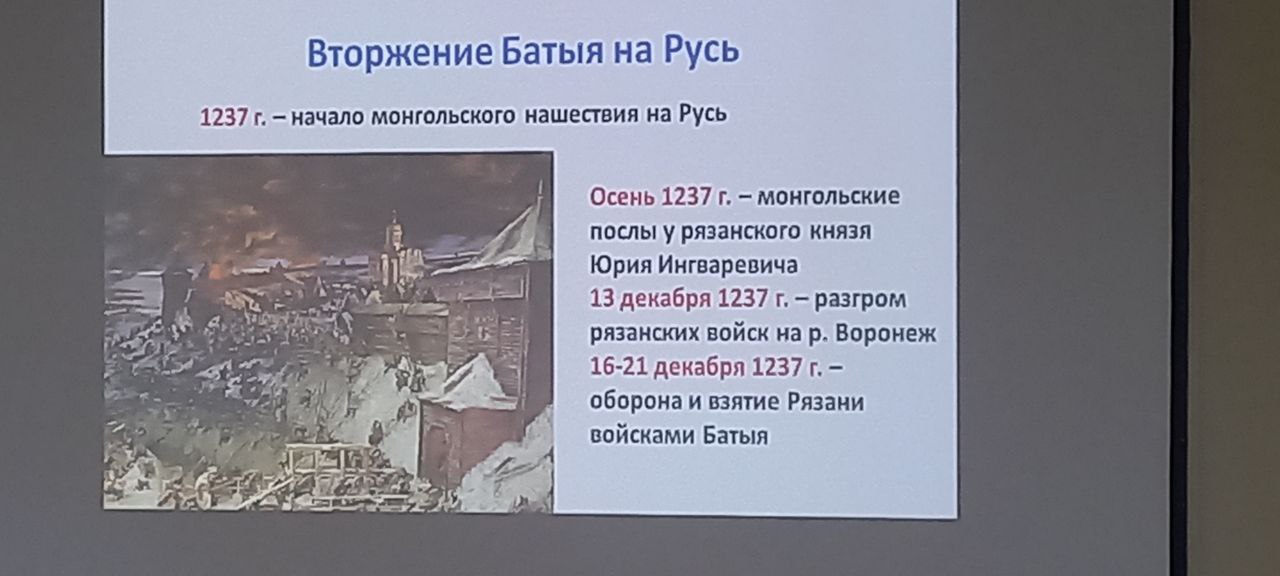 Вторжение Батыя на Русь
1237 г. – начало монгольского нашествия на Русь
Осень 1237 г. – монгольские
послы у рязанского князя
Юрия Ингваревича
13 декабря 1237 г. – разгром
рязанских войск на р. Воронеж
16-21 декабря 1237 г. –
оборона и взятие Рязани
войсками Батыя